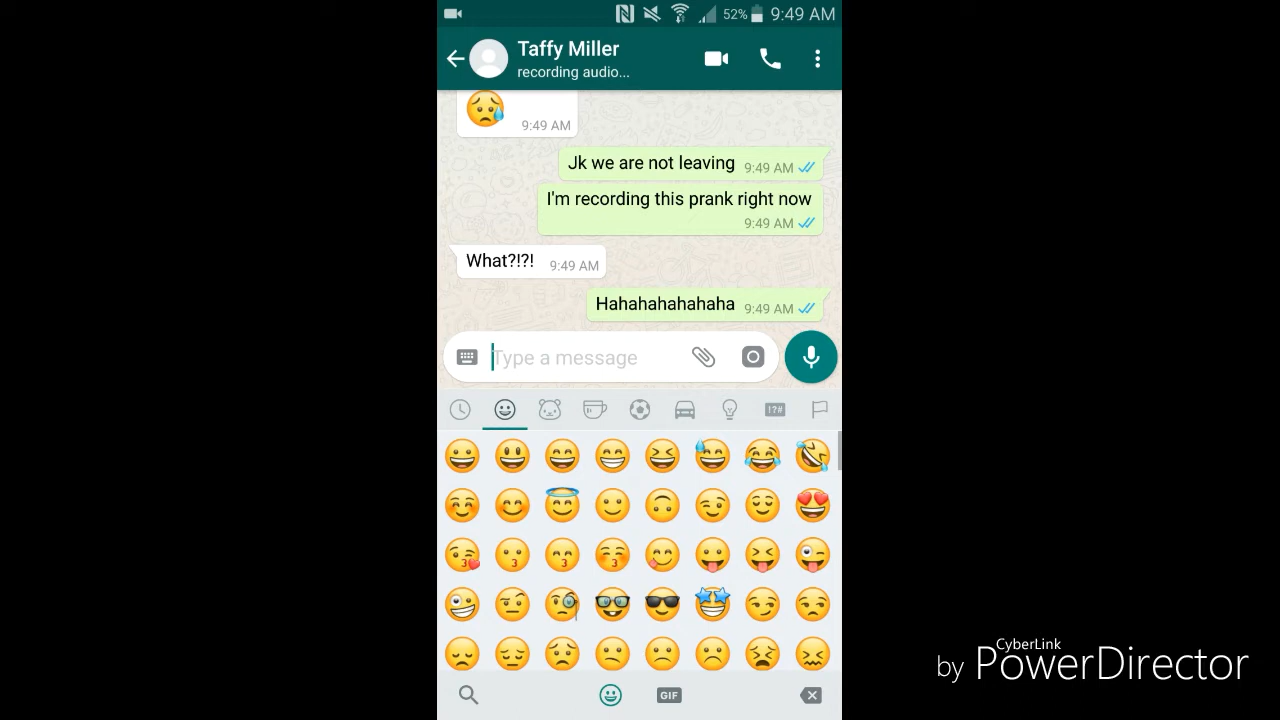 52% 9:49 AM
Taffy Miller
recording audio...
9:49 AM
Jk we are not leaving 9:49 AM
I'm recording this prank right now
9:49 AM
What?!?! 9:49 AM
Hahahahahahaha 9:49 AM
Type a message
!?#
GIF
CyberLink
by PowerDirector